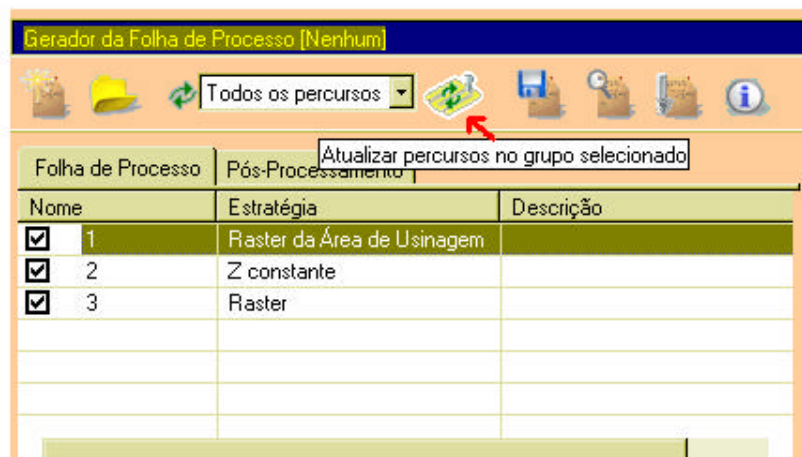 Gerador da Folha de Processo [Nenhum]
Todos os percursos
Atualizar percursos no grupo selecionado
Folha de Processo Pós-Processamento
Nome Estratégia Descrição
1 Raster da Área de Usinagem
2 Z constante
3 Raster